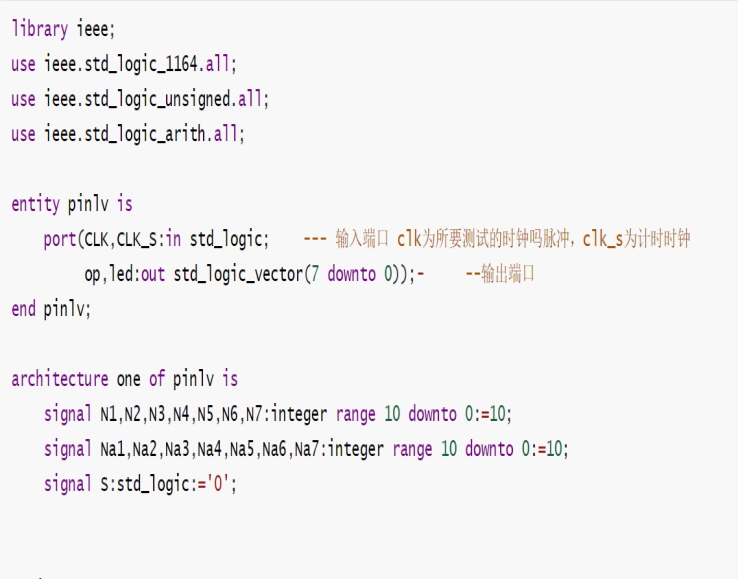 library ieee;
use ieee.std_logic_1164.all;
use ieee.std_logic_unsigned.all;
use ieee.std_logic_arith.all;
entity pinlv is
port(CLK,CLK_S:in std_logic; --- 输入端口 clk为所要测试的时钟吗脉冲，clk_s为计时时钟
op,led:out std_logic_vector(7 downto 0));- --输出端口
end pinlv;
architecture one of pinlv is
signal N1,N2,N3,N4,N5,N6,N7:integer range 10 downto 0:=10;
signal Na1,Na2,Na3,Na4,Na5,Na6,Na7:integer range 10 downto 0:=10;
signal S:std_logic:='0';